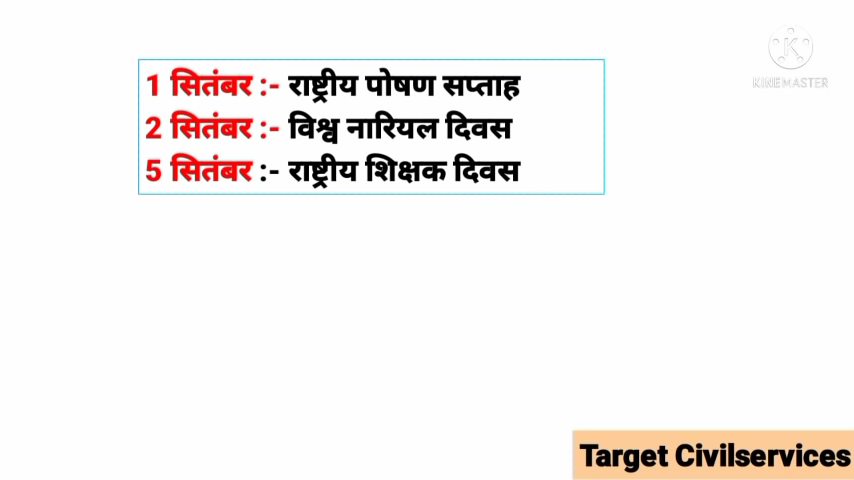 1 सितंबर :- राष्ट्रीय पोषण सप्ताह
2 सितंबर :- विश्व नारियल दिवस
5 सितंबर :- राष्ट्रीय शिक्षक दिवस
K
KINEMASTER
Target Civilservices